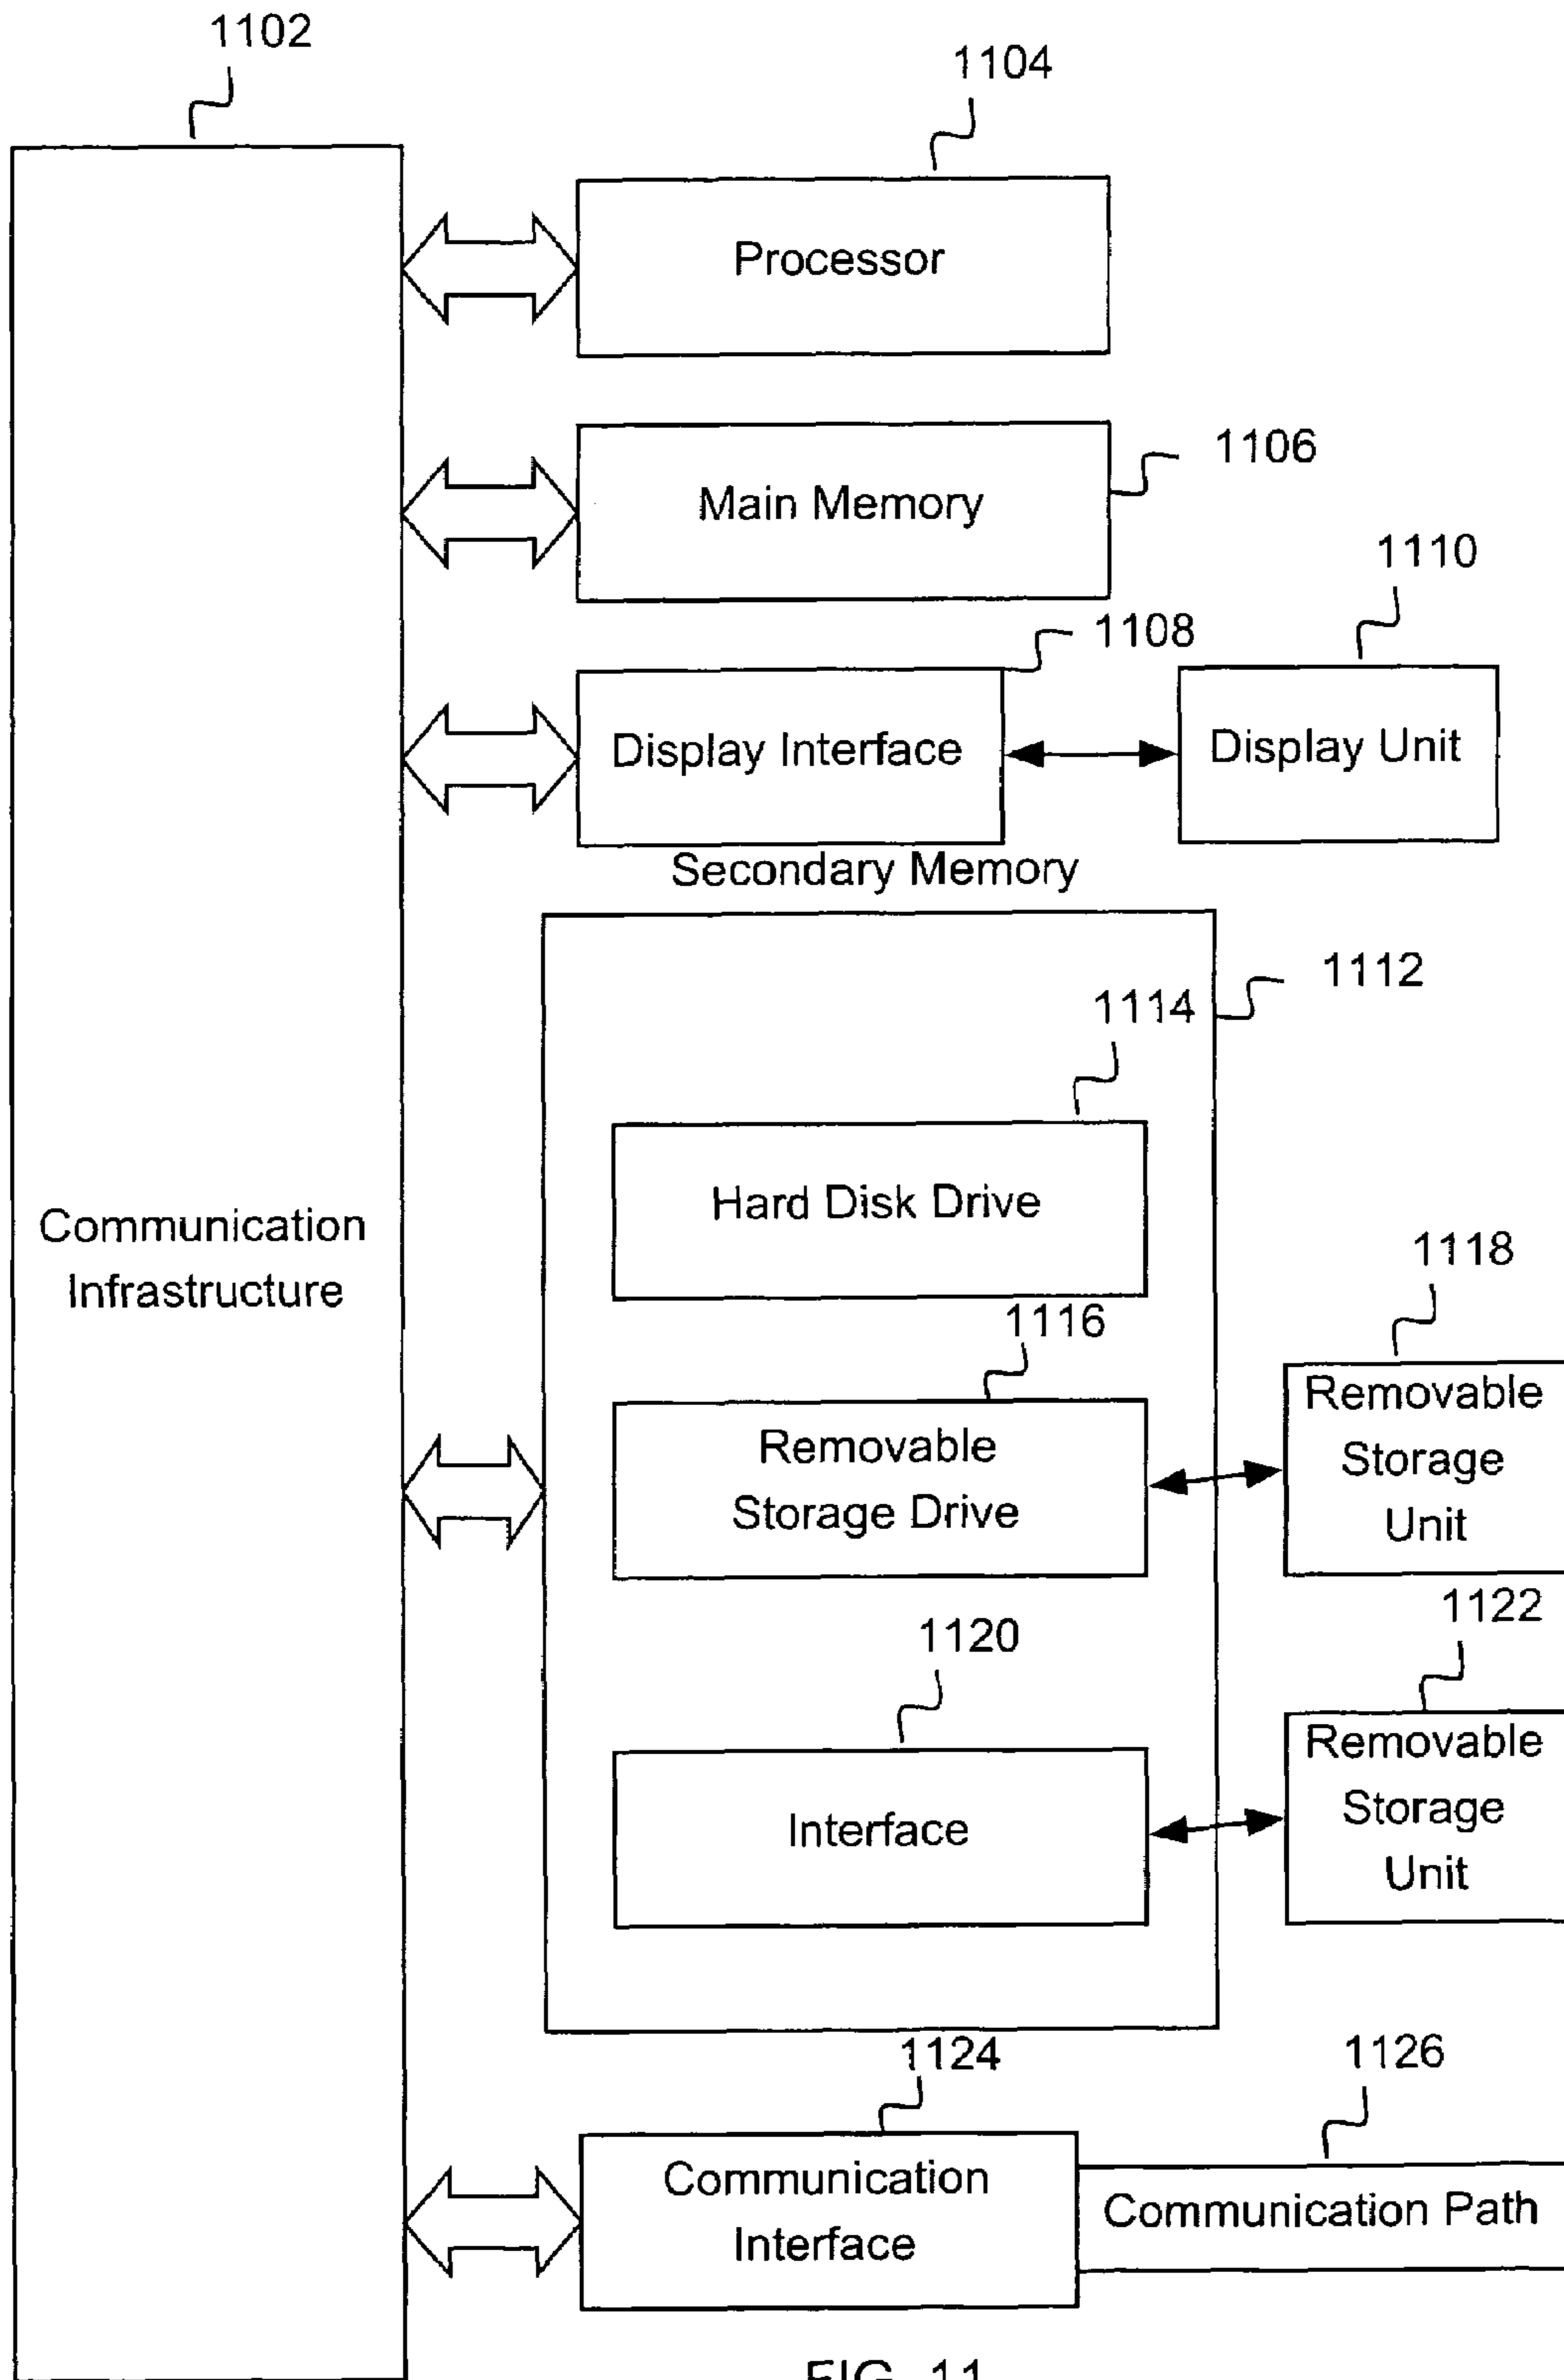 1102
1104
Processor
1106
Main Memory
1110
1108
Display Interface
Display Unit
Secondary Memory
1112
1114
Hard Disk Drive
Communication
Infrastructure
1118
1116
Removable
Storage Unit
Removable
Storage Drive
1122
1120
Removable
Storage
Unit
Interface
1124
1126
Communication
Interface
Communication Path
FIG. 11